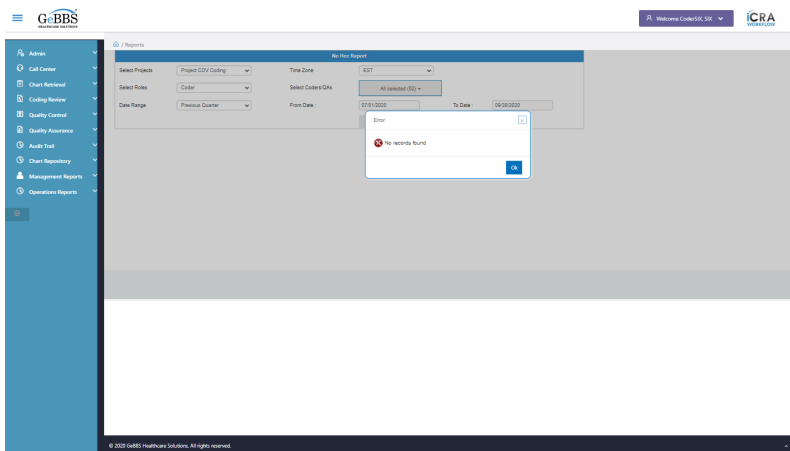 GeBBS
HEALTHCARE SOLUTIONS
Welcome CoderSIX, SIX
iCRA
WORKFLOW
/ Reports
Admin
Call Center
Chart Retrieval
Coding Review
Quality Control
Quality Assurance
Audit Trail
Chart Repository
Management Reports
Operations Reports
No Hcc Report
Select Projects
Project CDV Coding
Time Zone
EST
Select Roles
Coder
Select Coders/QAs
All selected (52)
Date Range
Previous Quarter
From Date :
07/01/2020
To Date :
09/30/2020
Error
x
No records found
Ok
© 2020 GeBBS Healthcare Solutions, All rights reserved.